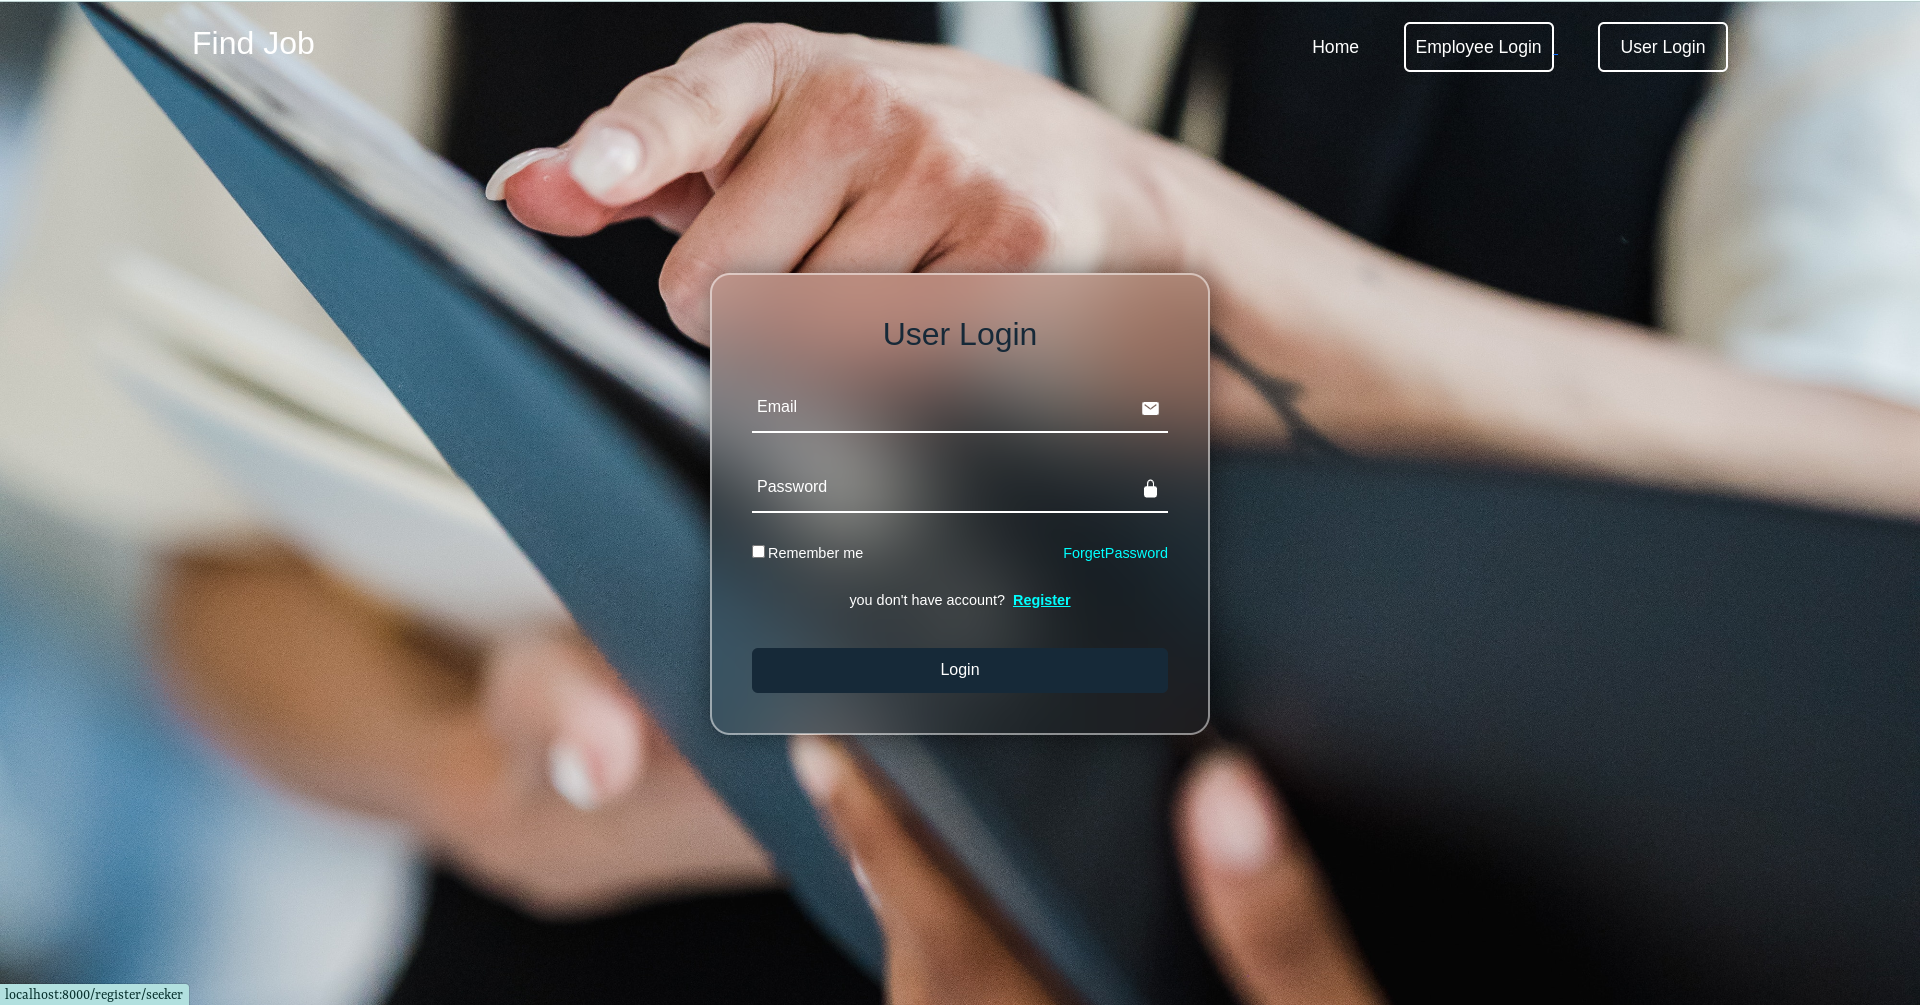 Find Job
Home
Employee Login
User Login
User Login
Email
Password
Remember me
ForgetPassword
you don't have account? Register
Login
localhost:8000/register/seeker